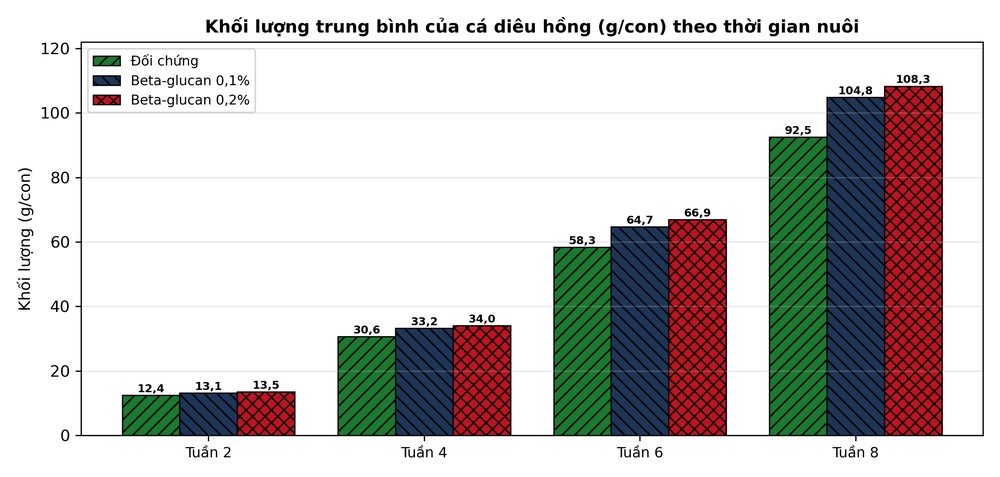 Khối lượng trung bình của cá diêu hồng (g/con) theo thời gian nuôi
Đối chứng
Beta-glucan 0,1%
Beta-glucan 0,2%
Khối lượng (g/con)
120
100
80
60
40
20
0
12,4
13,1
13,5
30,6
33,2
34,0
58,3
64,7
66,9
92,5
104,8
108,3
Tuần 2
Tuần 4
Tuần 6
Tuần 8